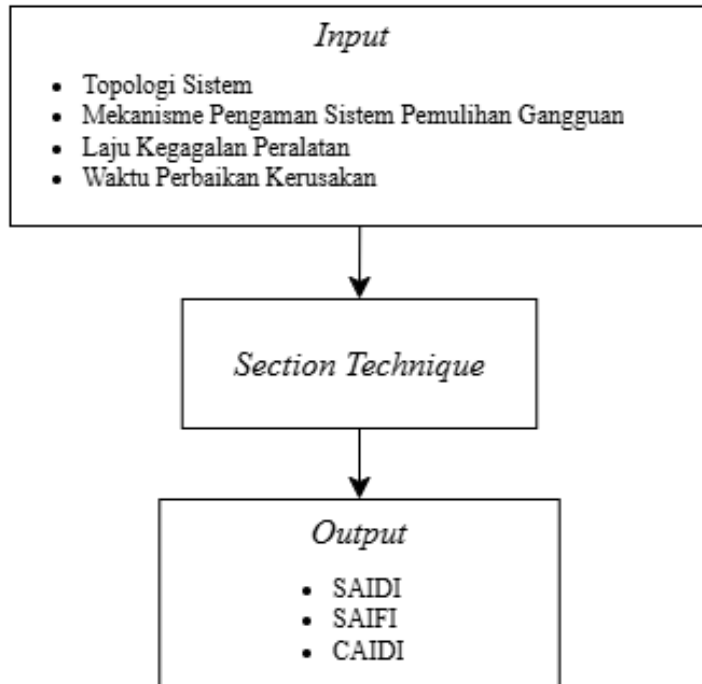 Input
• Topologi Sistem
• Mekanisme Pengaman Sistem Pemulihan Gangguan
• Laju Kegagalan Peralatan
• Waktu Perbaikan Kerusakan
Section Technique
Output
• SAIDI
• SAIFI
• CAIDI